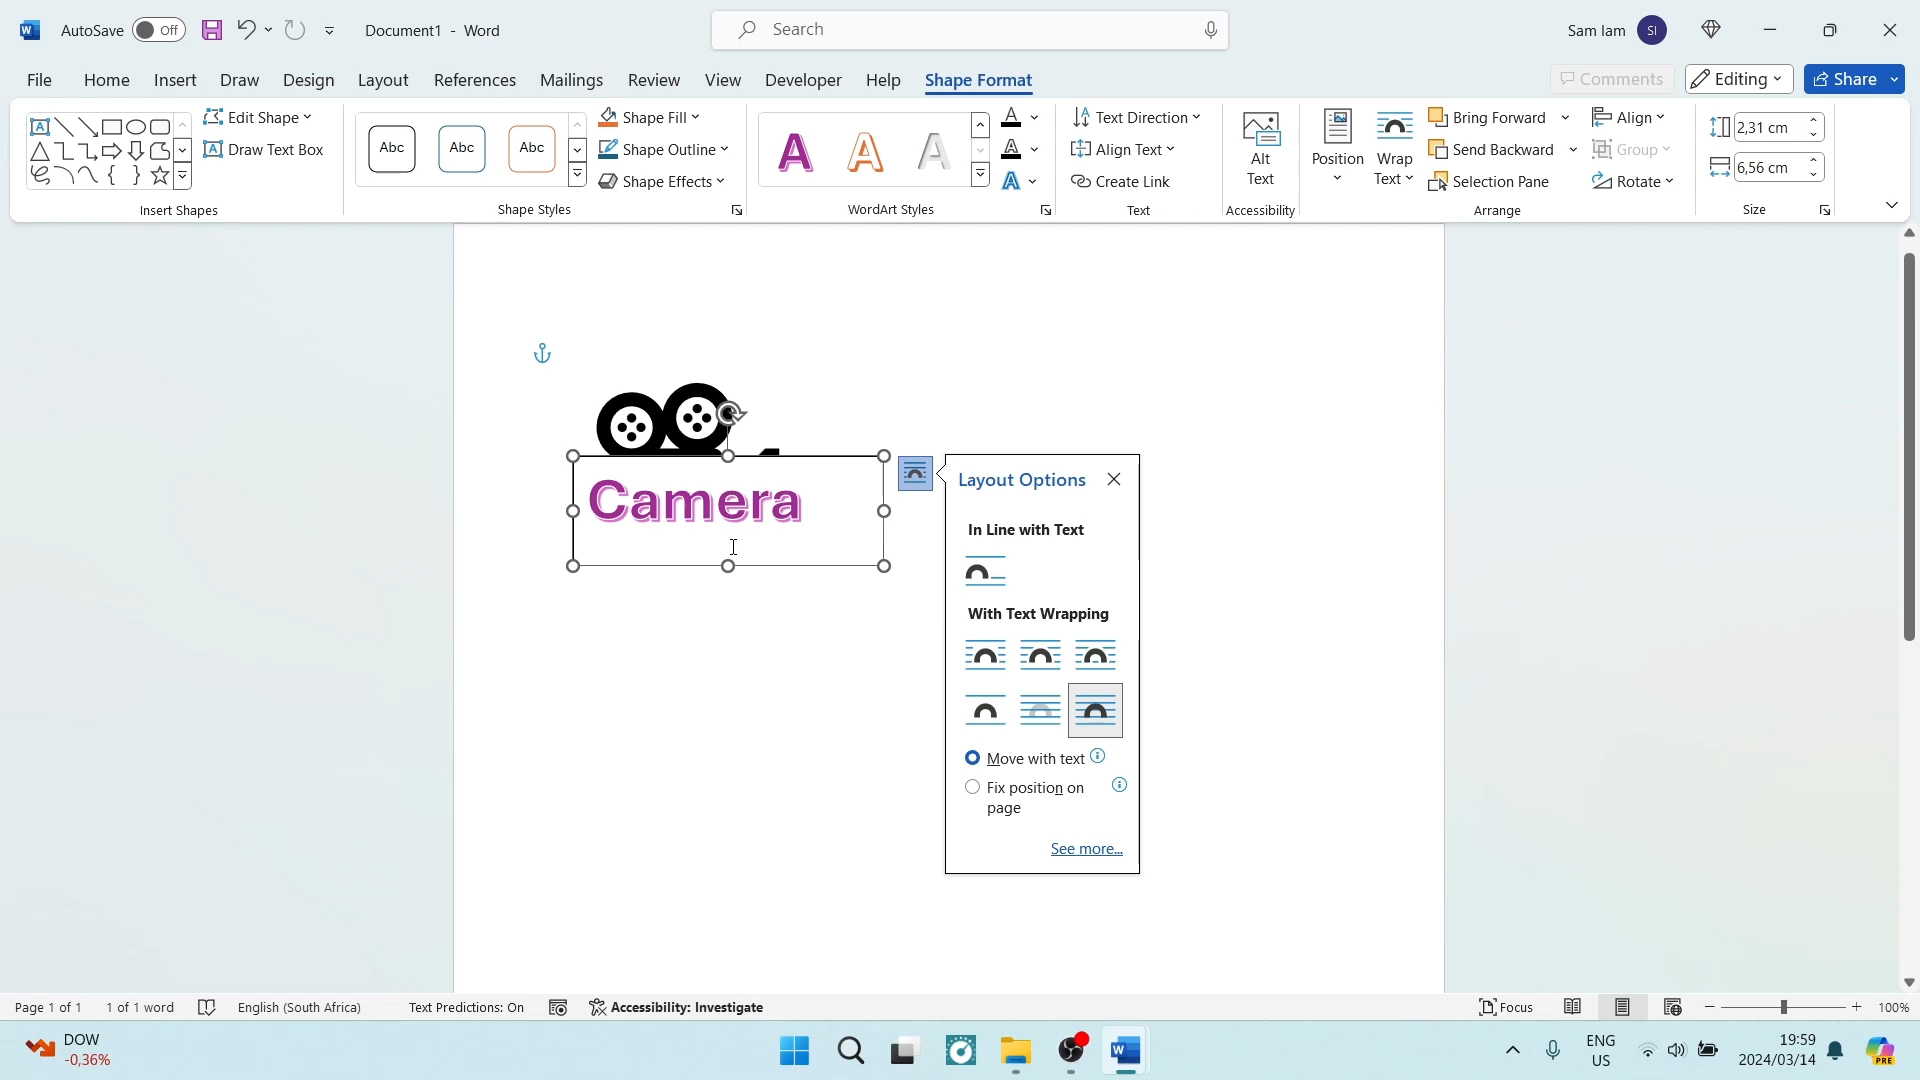 AutoSave Off Document1 - Word Search Sam Iam SI
File Home Insert Draw Design Layout References Mailings Review View Developer Help Shape Format Comments Editing Share
A Edit Shape
Draw Text Box
Insert Shapes
Abc Abc Abc
Shape Fill
Shape Outline
Shape Effects
Shape Styles
A A A
A
A
A
WordArt Styles
Text Direction
Align Text
Create Link
Text
Alt
Text
Accessibility
Position
Wrap
Text
Bring Forward
Send Backward
Selection Pane
Align
Group
Rotate
Arrange
2,31 cm
6,56 cm
Size
Camera
Layout Options
In Line with Text
With Text Wrapping
Move with text
Fix position on
page
See more...
Page 1 of 1 1 of 1 word English (South Africa) Text Predictions: On Accessibility: Investigate Focus 100%
DOW
-0,36%
ENG
US
19:59
2024/03/14
PRE